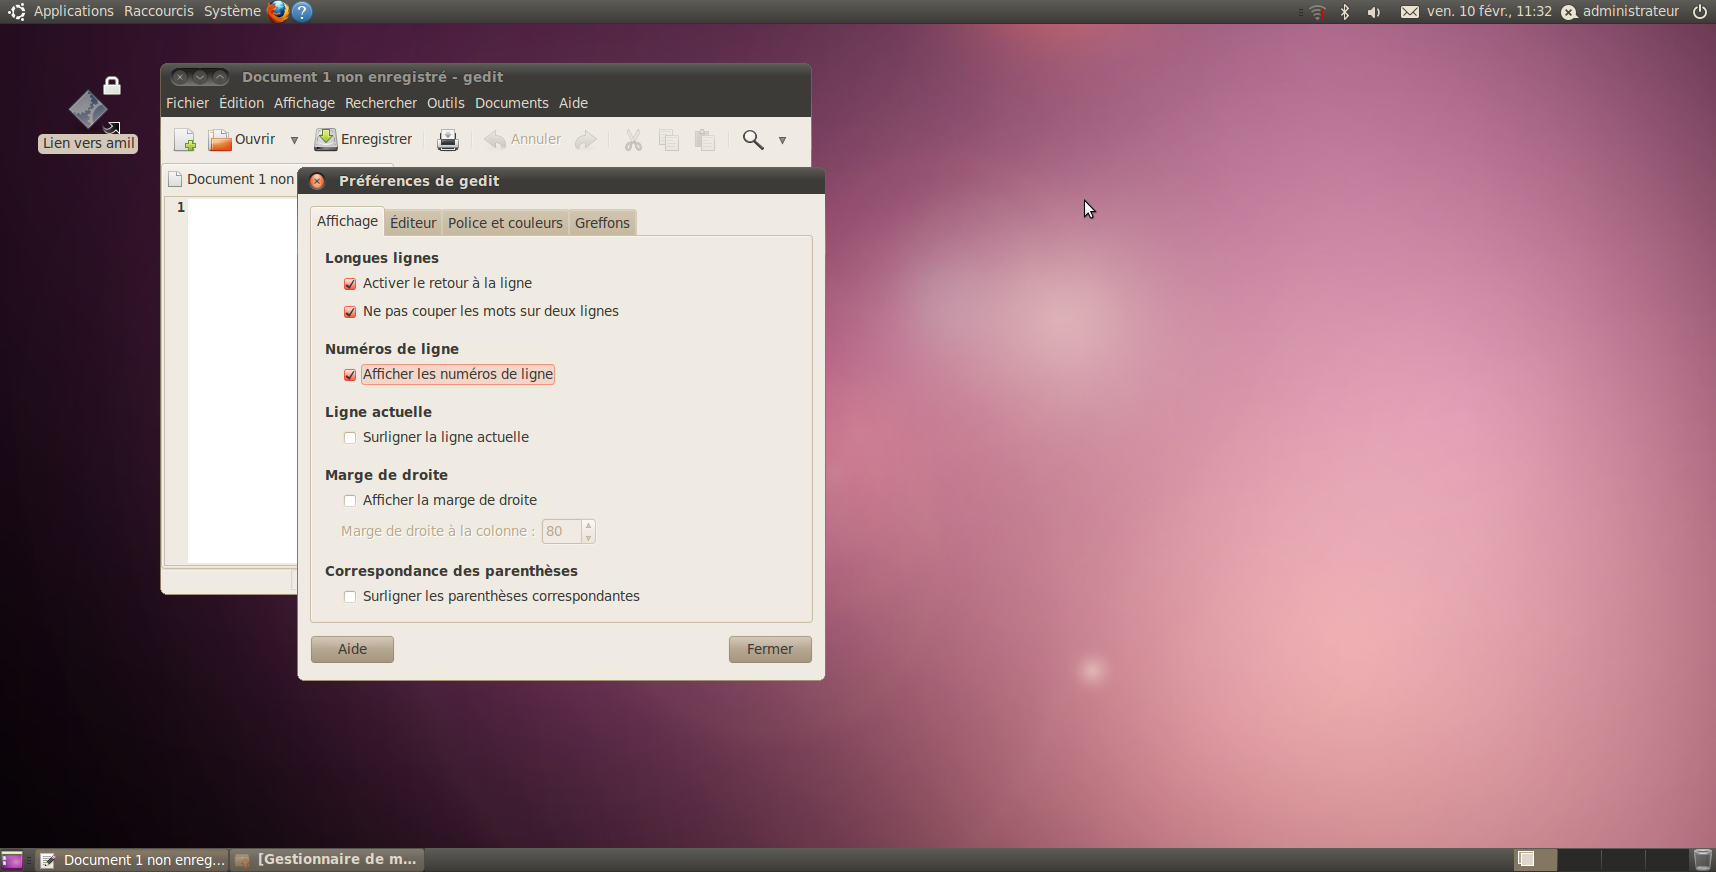 Applications Raccourcis Système ven. 10 févr., 11:32 administrateur
Lien vers amil
Document 1 non enregistré - gedit
Fichier Édition Affichage Rechercher Outils Documents Aide
Ouvrir Enregistrer Annuler
Document 1 non
1
Préférences de gedit
Affichage Éditeur Police et couleurs Greffons
Longues lignes
Activer le retour à la ligne
Ne pas couper les mots sur deux lignes
Numéros de ligne
Afficher les numéros de ligne
Ligne actuelle
Surligner la ligne actuelle
Marge de droite
Afficher la marge de droite
Marge de droite à la colonne : 80
Correspondance des parenthèses
Surligner les parenthèses correspondantes
Aide Fermer
Document 1 non enreg... [Gestionnaire de m...